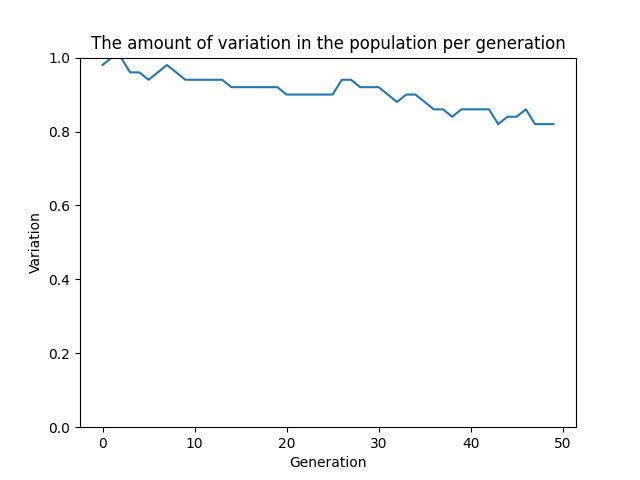 The amount of variation in the population per generation
1.0
0.8
0.6
0.4
0.2
0.0
Variation
0 10 20 30 40 50
Generation